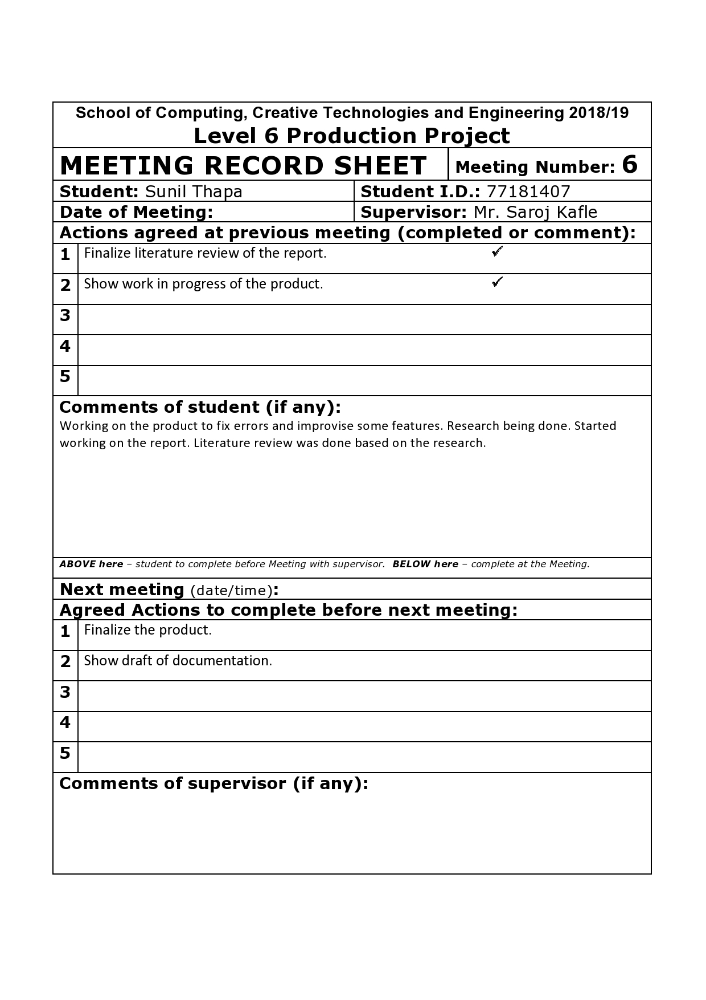 School of Computing, Creative Technologies and Engineering 2018/19
Level 6 Production Project
MEETING RECORD SHEET Meeting Number: 6
Student: Sunil Thapa Student I.D.: 77181407
Date of Meeting: Supervisor: Mr. Saroj Kafle
Actions agreed at previous meeting (completed or comment):
1 Finalize literature review of the report. ✓
2 Show work in progress of the product. ✓
3
4
5
Comments of student (if any):
Working on the product to fix errors and improvise some features. Research being done. Started
working on the report. Literature review was done based on the research.
ABOVE here – student to complete before Meeting with supervisor. BELOW here – complete at the Meeting.
Next meeting (date/time):
Agreed Actions to complete before next meeting:
1 Finalize the product.
2 Show draft of documentation.
3
4
5
Comments of supervisor (if any):